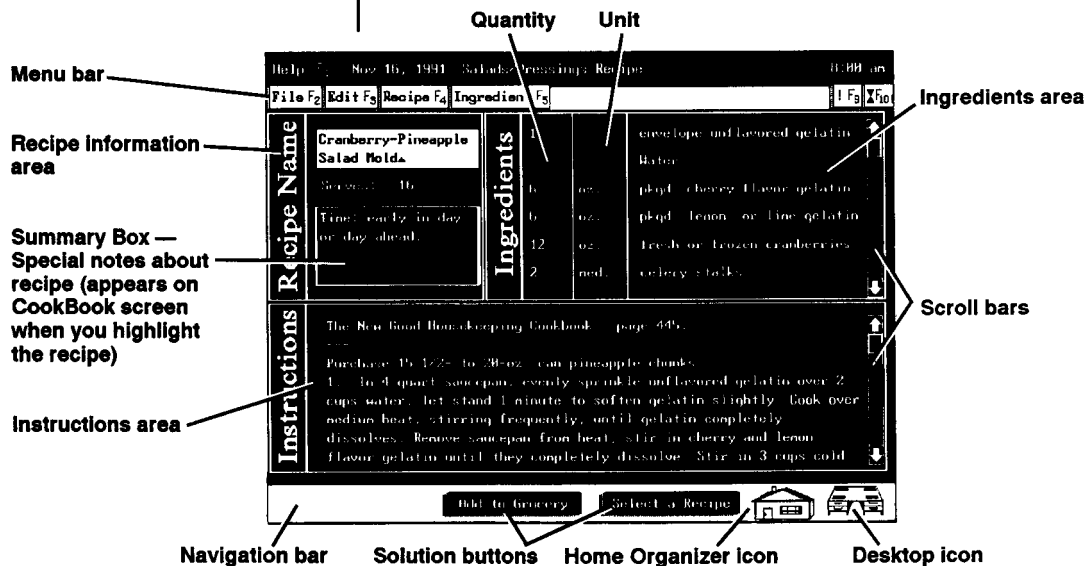 Quantity Unit
Menu bar
Recipe information
area
Summary Box —
Special notes about
recipe (appears on
CookBook screen
when you highlight
the recipe)
Instructions area
Help Nov 16, 1991 Salads/Dressings Recipe 8:00 am
File F2 Edit F3 Recipe F4 Ingredien F5 ! F9 F10
Recipe Name
Cranberry-Pineapple
Salad Mold
Serves: 16
Time: early in day
or day ahead.
Ingredients
1 envelope unflavored gelatin
Water
6 oz. pkgd cherry flavor gelatin
6 oz. pkgd lemon or lime gelatin
12 oz. fresh or frozen cranberries
2 med. celery stalks
Instructions
The New Good Housekeeping Cookbook page 445.
---
Purchase 15 1/2- to 20-oz can pineapple chunks
1. In 4 quart saucepan, evenly sprinkle unflavored gelatin over 2
cups water, let stand 1 minute to soften gelatin slightly Cook over
medium heat, stirring frequently, until gelatin completely
dissolves. Remove saucepan from heat, stir in cherry and lemon
flavor gelatin until they completely dissolve Stir in 3 cups cold
Add to Grocery Select a Recipe
Ingredients area
Scroll bars
Navigation bar Solution buttons Home Organizer icon Desktop icon